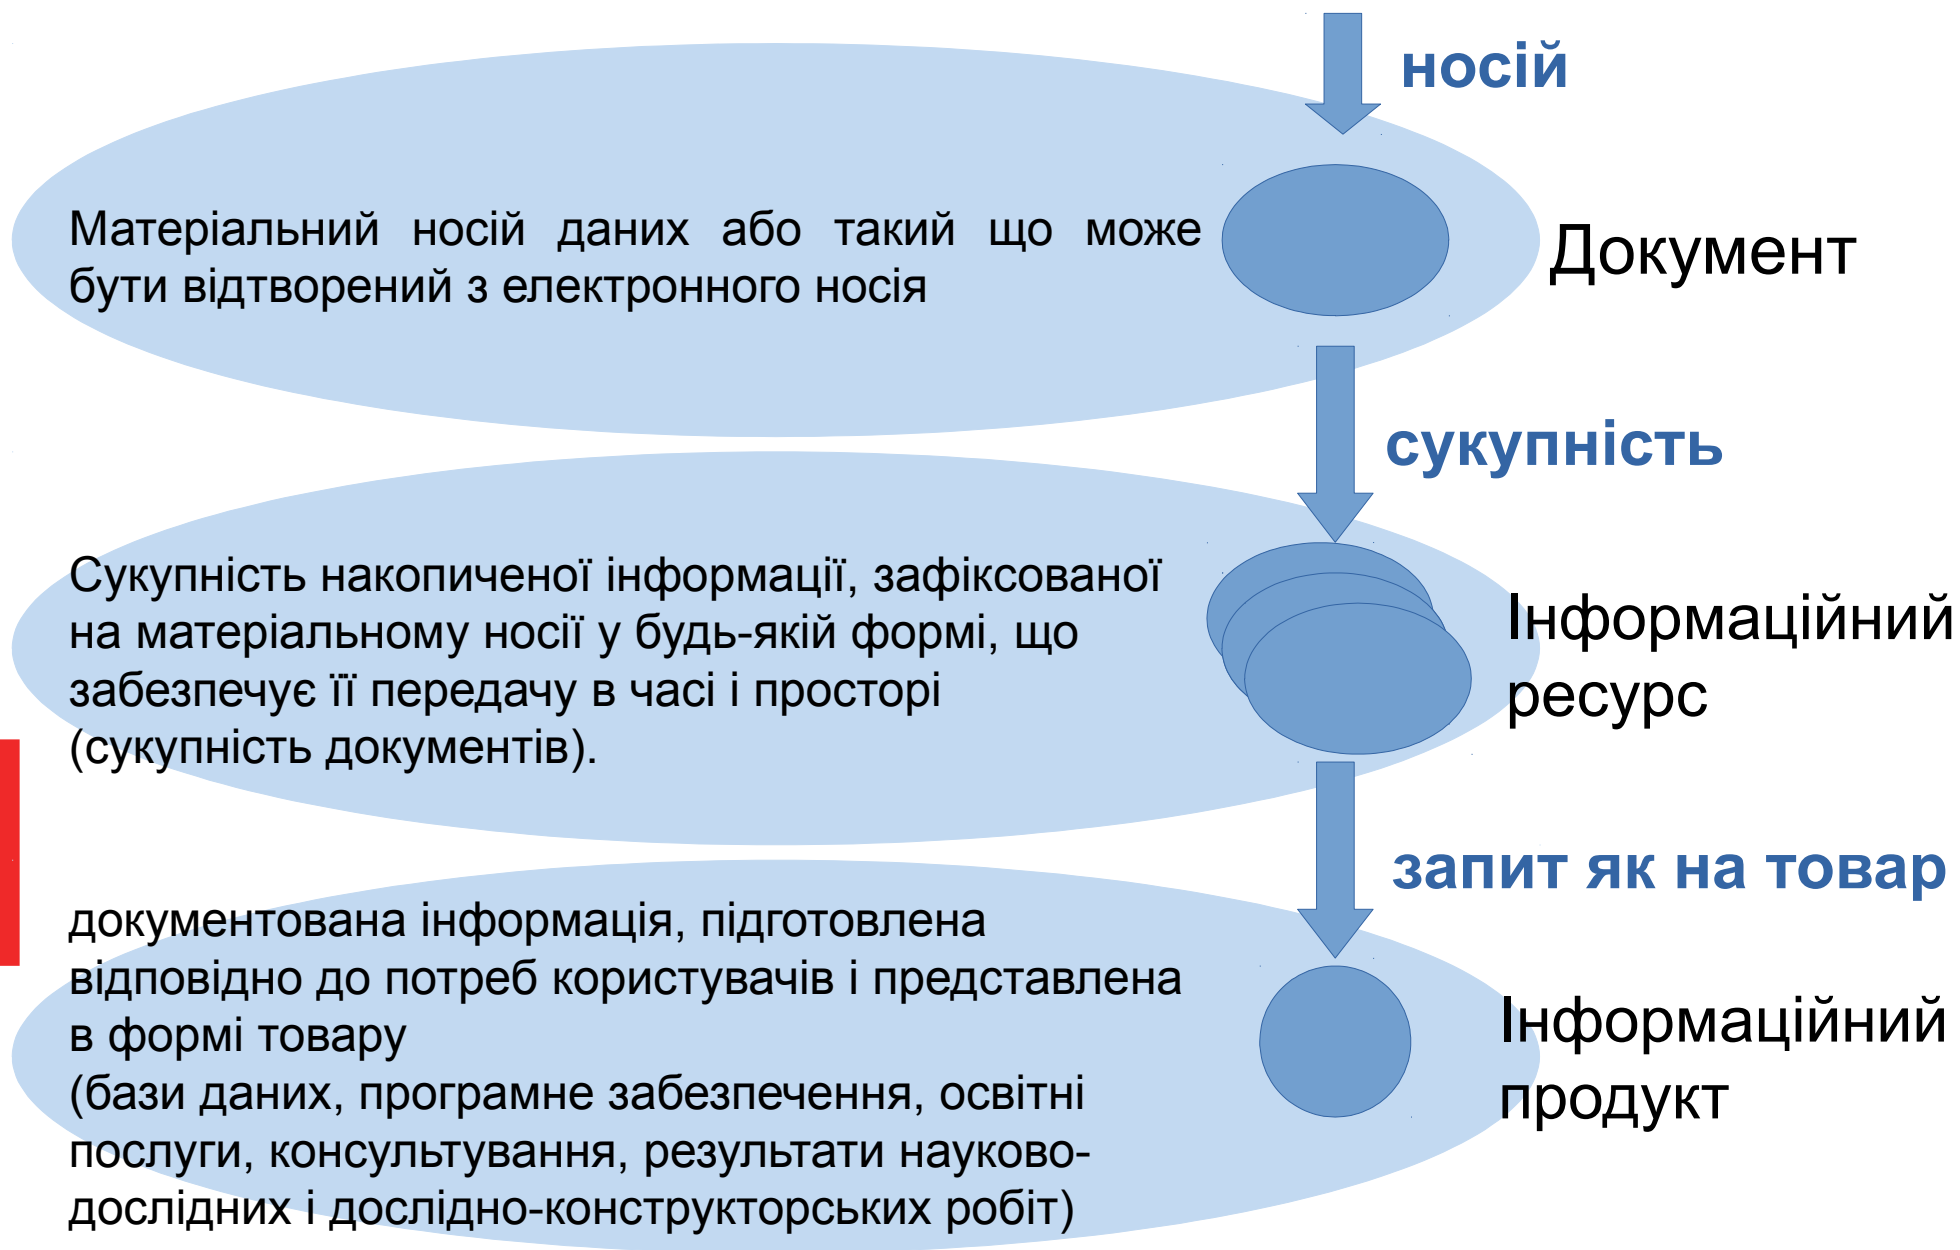 носій
Матеріальний носій даних або такий що може
бути відтворений з електронного носія
Документ
сукупність
Сукупність накопиченої інформації, зафіксованої
на матеріальному носії у будь-якій формі, що
забезпечує її передачу в часі і просторі
(сукупність документів).
Інформаційний
ресурс
запит як на товар
документована інформація, підготовлена
відповідно до потреб користувачів і представлена
в формі товару
(бази даних, програмне забезпечення, освітні
послуги, консультування, результати науково-
дослідних і дослідно-конструкторських робіт)
Інформаційний
продукт